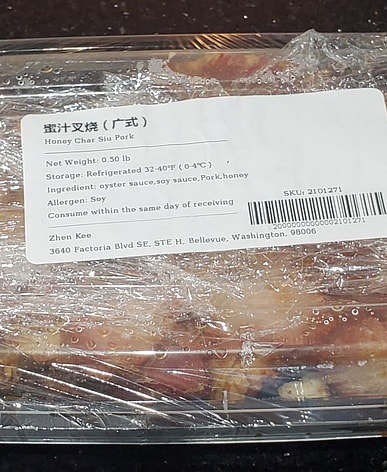 蜜汁叉烧（广式）
Honey Char Siu Pork
Net Weight: 0.50 lb
Storage: Refrigerated 32-40°F ( 0-4℃ )
Ingredient: oyster sauce,soy sauce,Pork,honey
Allergen: Soy
Consume within the same day of receiving
SKU: 2101271
2000000000002101271
Zhen Kee
3640 Factoria Blvd SE, STE H, Bellevue, Washington, 98006